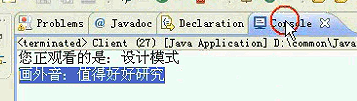 Problems @ Javadoc Declaration Console
<terminated> Client (27) [Java Application] D:\common\Java
您正观看的是：设计模式
画外音：值得好好研究